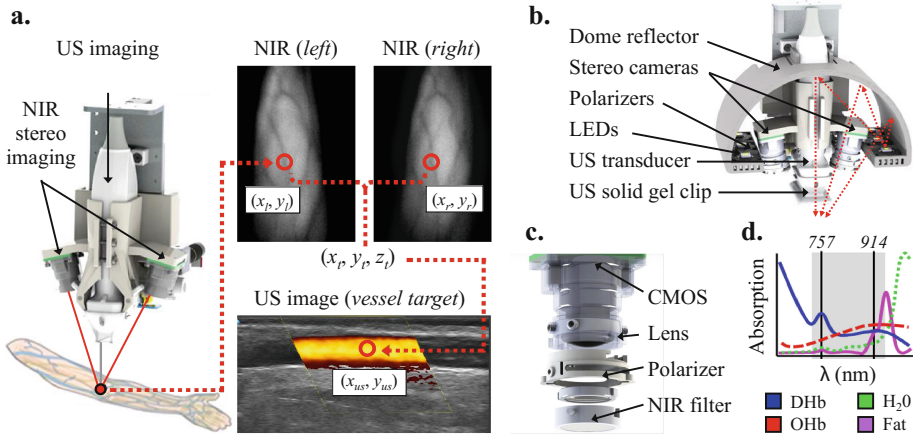 a.
US imaging
NIR
stereo
imaging
NIR (left)
NIR (right)
(xl, yl)
(xr, yr)
(xt, yt, zt)
US image (vessel target)
(xus, yus)
b.
Dome reflector
Stereo cameras
Polarizers
LEDs
US transducer
US solid gel clip
c.
CMOS
Lens
Polarizer
NIR filter
d.
757
914
Absorption
λ (nm)
DHb
OHb
H20
Fat